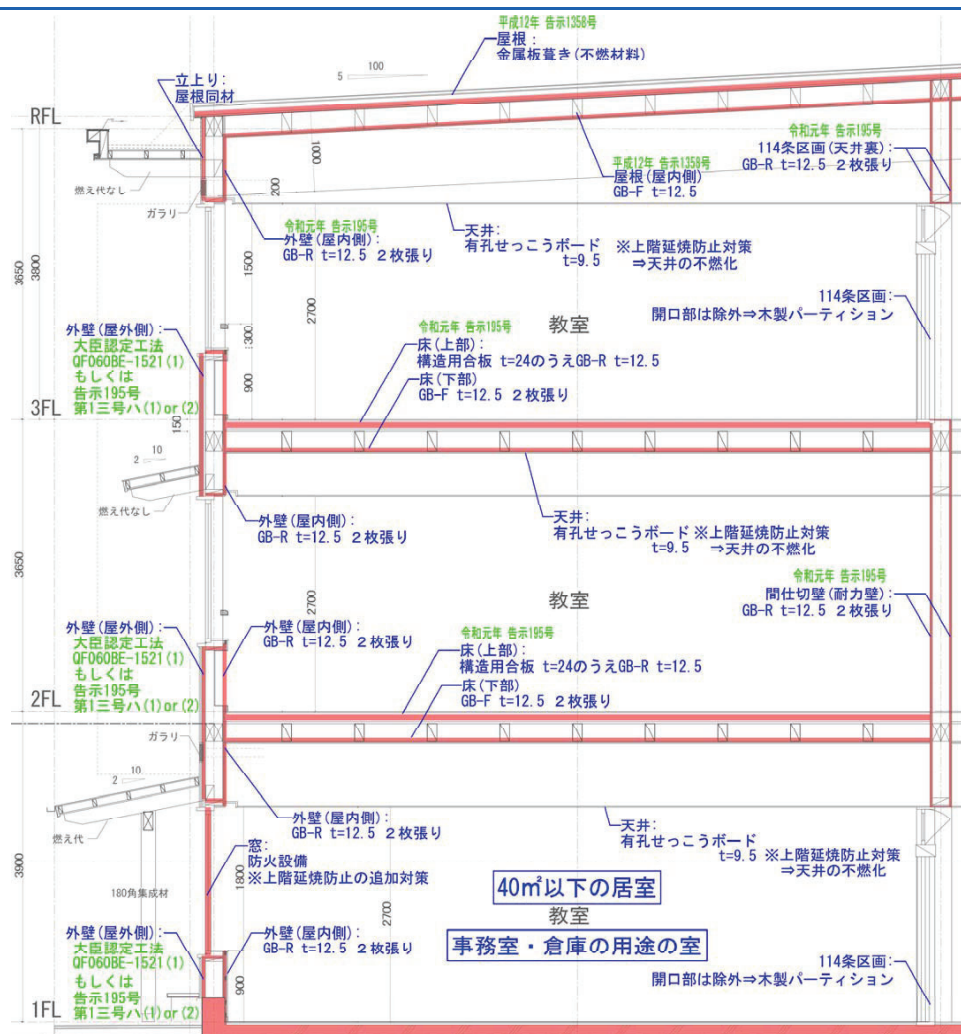 平成12年 告示1358号
屋根：
金属板葺き(不燃材料)
100
5
立上り：
屋根同材
RFL
燃え代なし
ガラリ
1000
200
令和元年 告示195号
114条区画(天井裏)：
GB-R t=12.5 2枚張り
平成12年 告示1358号
屋根(屋内側)
GB-F t=12.5
令和元年 告示195号
外壁(屋内側)：
GB-R t=12.5 2枚張り
天井：
有孔せっこうボード ※上階延焼防止対策
t=9.5 ⇒天井の不燃化
3650
3800
1500
2700
1300
900
教室
114条区画：
開口部は除外⇒木製パーティション
外壁(屋外側)：
大臣認定工法
QF060BE-1521(1)
もしくは
告示195号
第1三号ハ(1)or(2)
令和元年 告示195号
床(上部)：
構造用合板 t=24のうえGB-R t=12.5
床(下部)
GB-F t=12.5 2枚張り
3FL
150
10
2
燃え代なし
外壁(屋内側)：
GB-R t=12.5 2枚張り
天井：
有孔せっこうボード ※上階延焼防止対策
t=9.5 ⇒天井の不燃化
3650
2700
教室
令和元年 告示195号
間仕切壁(耐力壁)：
GB-R t=12.5 2枚張り
外壁(屋外側)：
大臣認定工法
QF060BE-1521(1)
もしくは
告示195号
第1三号ハ(1)or(2)
外壁(屋内側)：
GB-R t=12.5 2枚張り
令和元年 告示195号
床(上部)：
構造用合板 t=24のうえGB-R t=12.5
床(下部)
GB-F t=12.5 2枚張り
2FL
ガラリ
10
2
燃え代
外壁(屋内側)：
GB-R t=12.5 2枚張り
天井：
有孔せっこうボード
t=9.5 ※上階延焼防止対策
⇒天井の不燃化
窓：
防火設備
※上階延焼防止の追加対策
3900
180角集成材
1800
2700
900
40㎡以下の居室
教室
事務室・倉庫の用途の室
外壁(屋外側)：
大臣認定工法
QF060BE-1521(1)
もしくは
告示195号
第1三号ハ(1)or(2)
外壁(屋内側)：
GB-R t=12.5 2枚張り
114条区画：
開口部は除外⇒木製パーティション
1FL